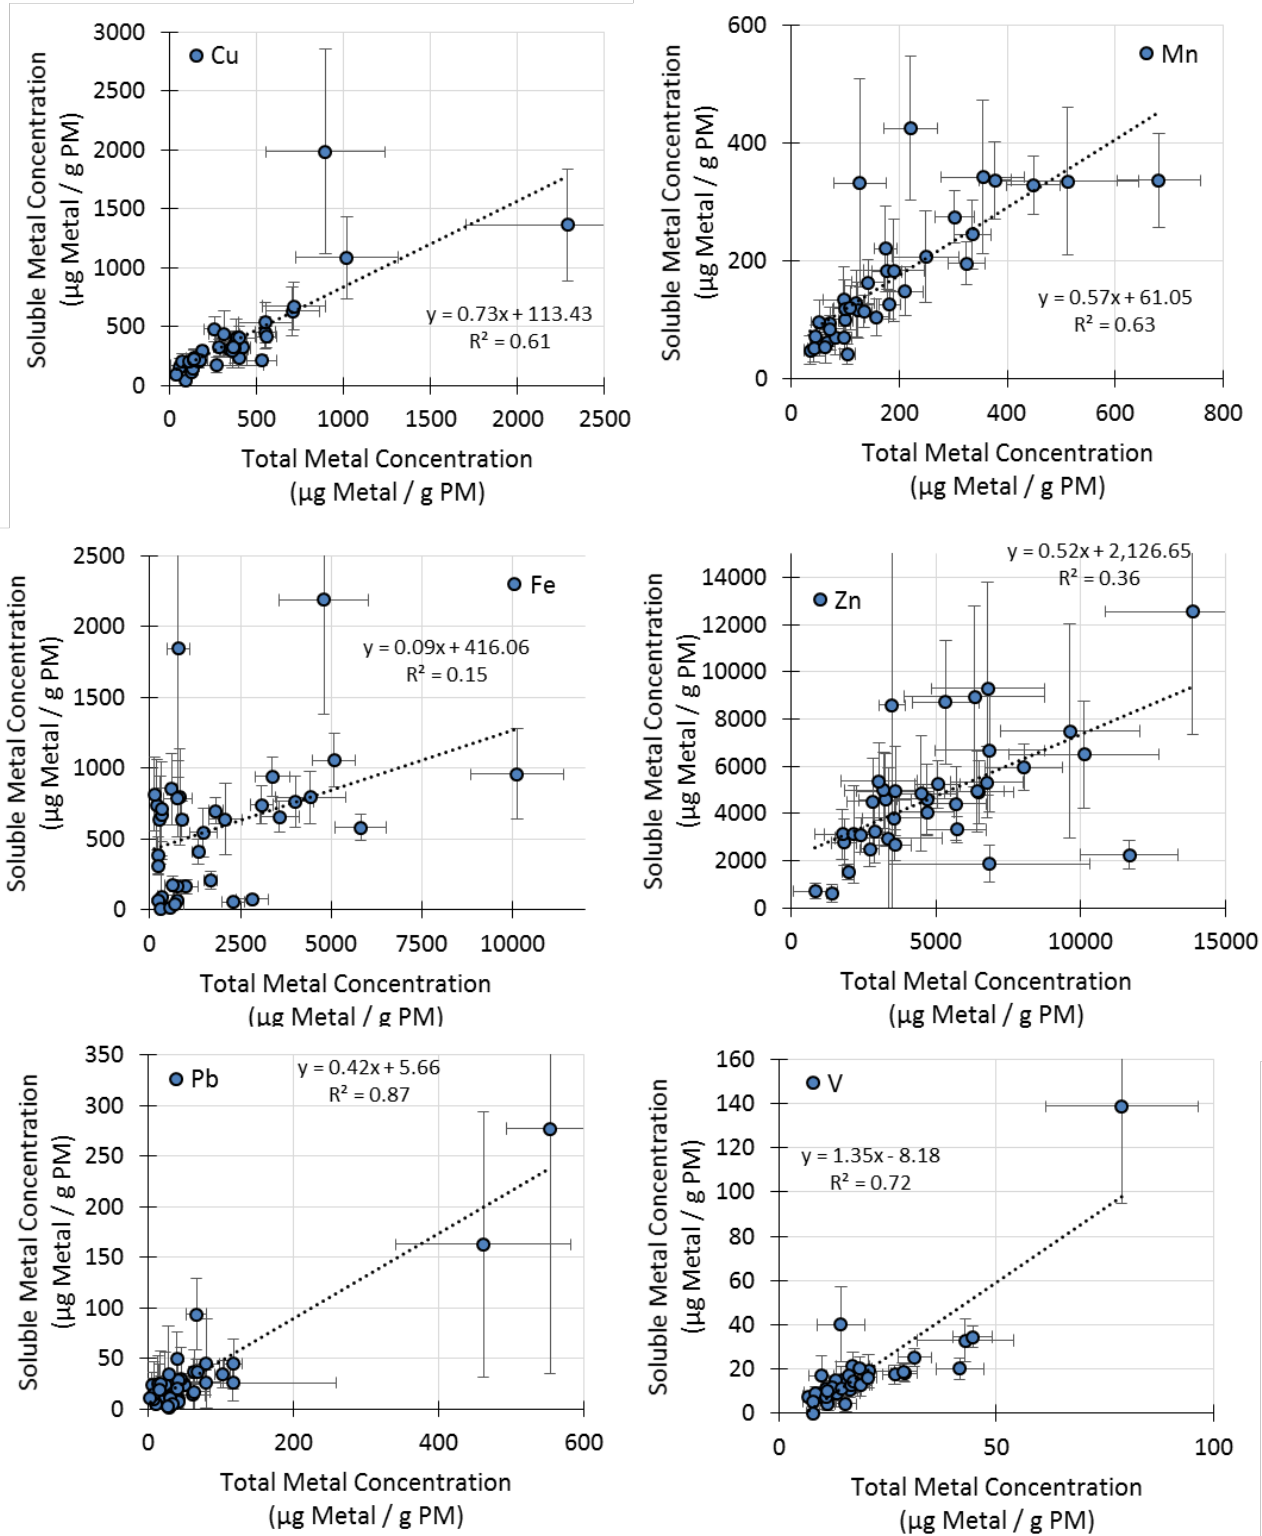 Cu
y = 0.73x + 113.43
R² = 0.61
3000
2500
2000
1500
1000
500
0
0 500 1000 1500 2000 2500
Soluble Metal Concentration
(µg Metal / g PM)
Total Metal Concentration
(µg Metal / g PM)
Mn
y = 0.57x + 61.05
R² = 0.63
600
400
200
0
0 200 400 600 800
Soluble Metal Concentration
(µg Metal / g PM)
Total Metal Concentration
(µg Metal / g PM)
Fe
y = 0.09x + 416.06
R² = 0.15
2500
2000
1500
1000
500
0
0 2500 5000 7500 10000
Soluble Metal Concentration
(µg Metal / g PM)
Total Metal Concentration
(µg Metal / g PM)
y = 0.52x + 2,126.65
R² = 0.36
Zn
14000
12000
10000
8000
6000
4000
2000
0
0 5000 10000 15000
Soluble Metal Concentration
(µg Metal / g PM)
Total Metal Concentration
(µg Metal / g PM)
Pb
y = 0.42x + 5.66
R² = 0.87
350
300
250
200
150
100
50
0
0 200 400 600
Soluble Metal Concentration
(µg Metal / g PM)
Total Metal Concentration
(µg Metal / g PM)
V
y = 1.35x - 8.18
R² = 0.72
160
140
120
100
80
60
40
20
0
0 50 100
Soluble Metal Concentration
(µg Metal / g PM)
Total Metal Concentration
(µg Metal / g PM)